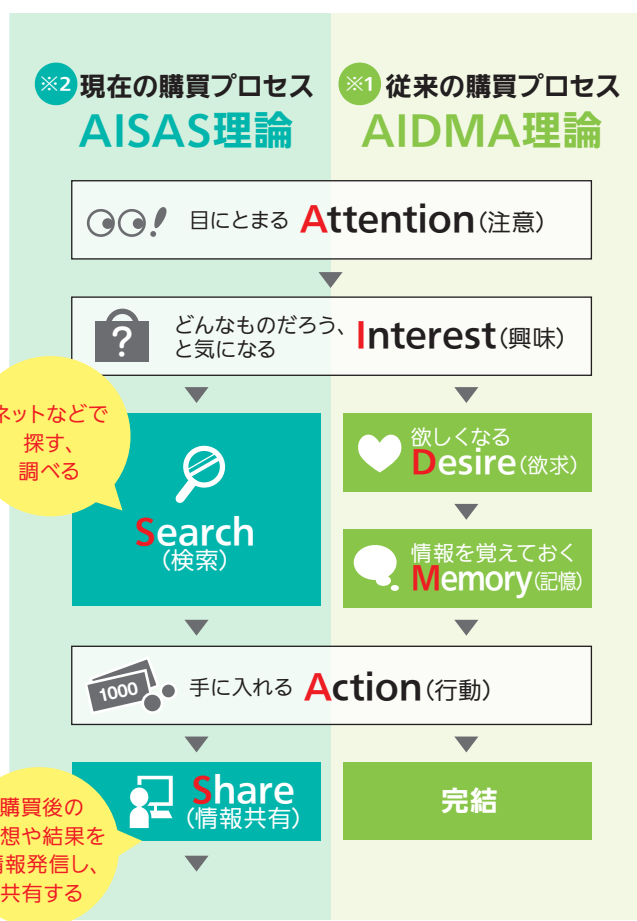 ※2 現在の購買プロセス
AISAS理論
※1 従来の購買プロセス
AIDMA理論
目にとまる Attention(注意)
?
どんなものだろう、
と気になる
Interest(興味)
ネットなどで
探す、
調べる
Search
(検索)
欲しくなる
Desire(欲求)
情報を覚えておく
Memory(記憶)
1000
手に入れる Action(行動)
購買後の
想や結果を
報発信し、
共有する
Share
(情報共有)
完結